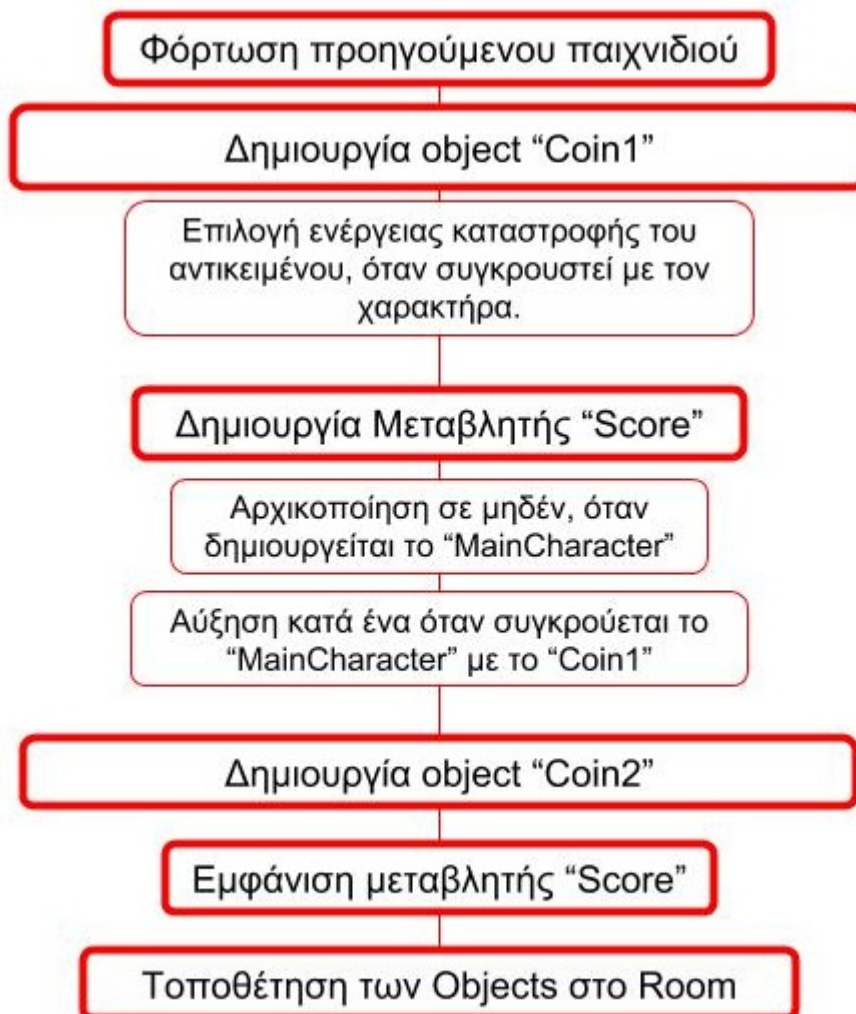 Φόρτωση προηγούμενου παιχνιδιού
Δημιουργία object “Coin1”
Επιλογή ενέργειας καταστροφής του
αντικειμένου, όταν συγκρουστεί με τον
χαρακτήρα.
Δημιουργία Μεταβλητής “Score”
Αρχικοποίηση σε μηδέν, όταν
δημιουργείται το “MainCharacter”
Αύξηση κατά ένα όταν συγκρούεται το
“MainCharacter” με το “Coin1”
Δημιουργία object “Coin2”
Εμφάνιση μεταβλητής “Score”
Τοποθέτηση των Objects στο Room